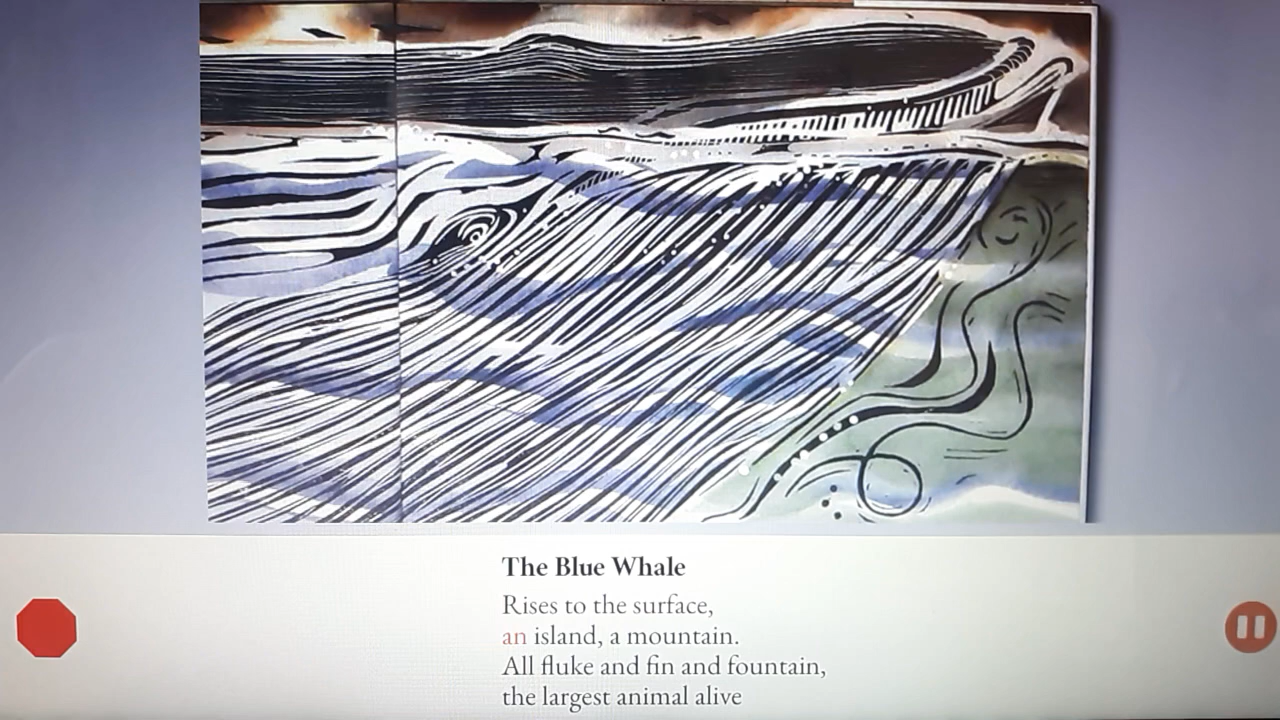 The Blue Whale
Rises to the surface,
an island, a mountain.
All fluke and fin and fountain,
the largest animal alive